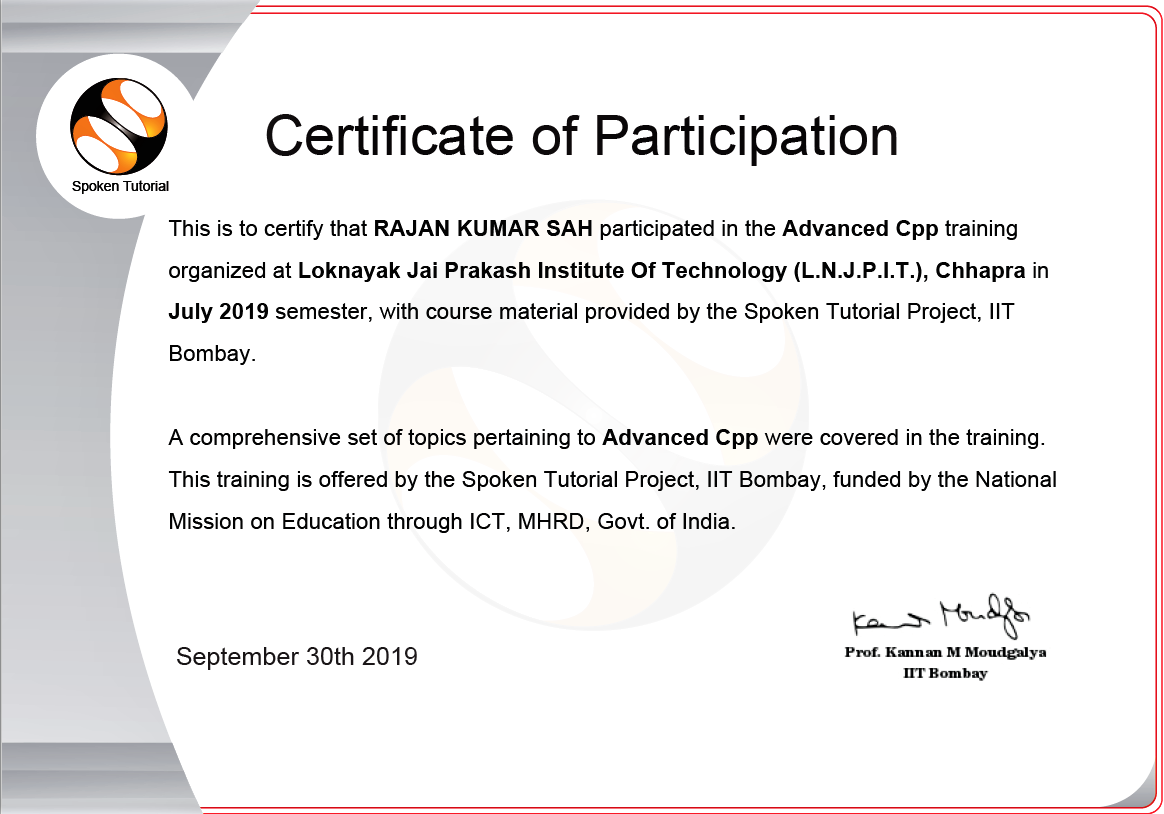 Spoken Tutorial
Certificate of Participation
This is to certify that RAJAN KUMAR SAH participated in the Advanced Cpp training
organized at Loknayak Jai Prakash Institute Of Technology (L.N.J.P.I.T.), Chhapra in
July 2019 semester, with course material provided by the Spoken Tutorial Project, IIT
Bombay.
A comprehensive set of topics pertaining to Advanced Cpp were covered in the training.
This training is offered by the Spoken Tutorial Project, IIT Bombay, funded by the National
Mission on Education through ICT, MHRD, Govt. of India.
Kannan Moudgalya
September 30th 2019
Prof. Kannan M Moudgalya
IIT Bombay